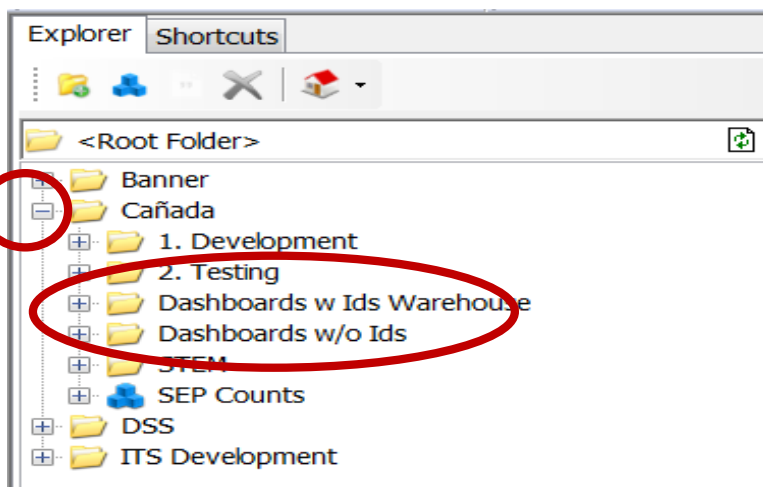 Explorer Shortcuts
<Root Folder>
Banner
Cañada
1. Development
2. Testing
Dashboards w Ids Warehouse
Dashboards w/o Ids
STEM
SEP Counts
DSS
ITS Development